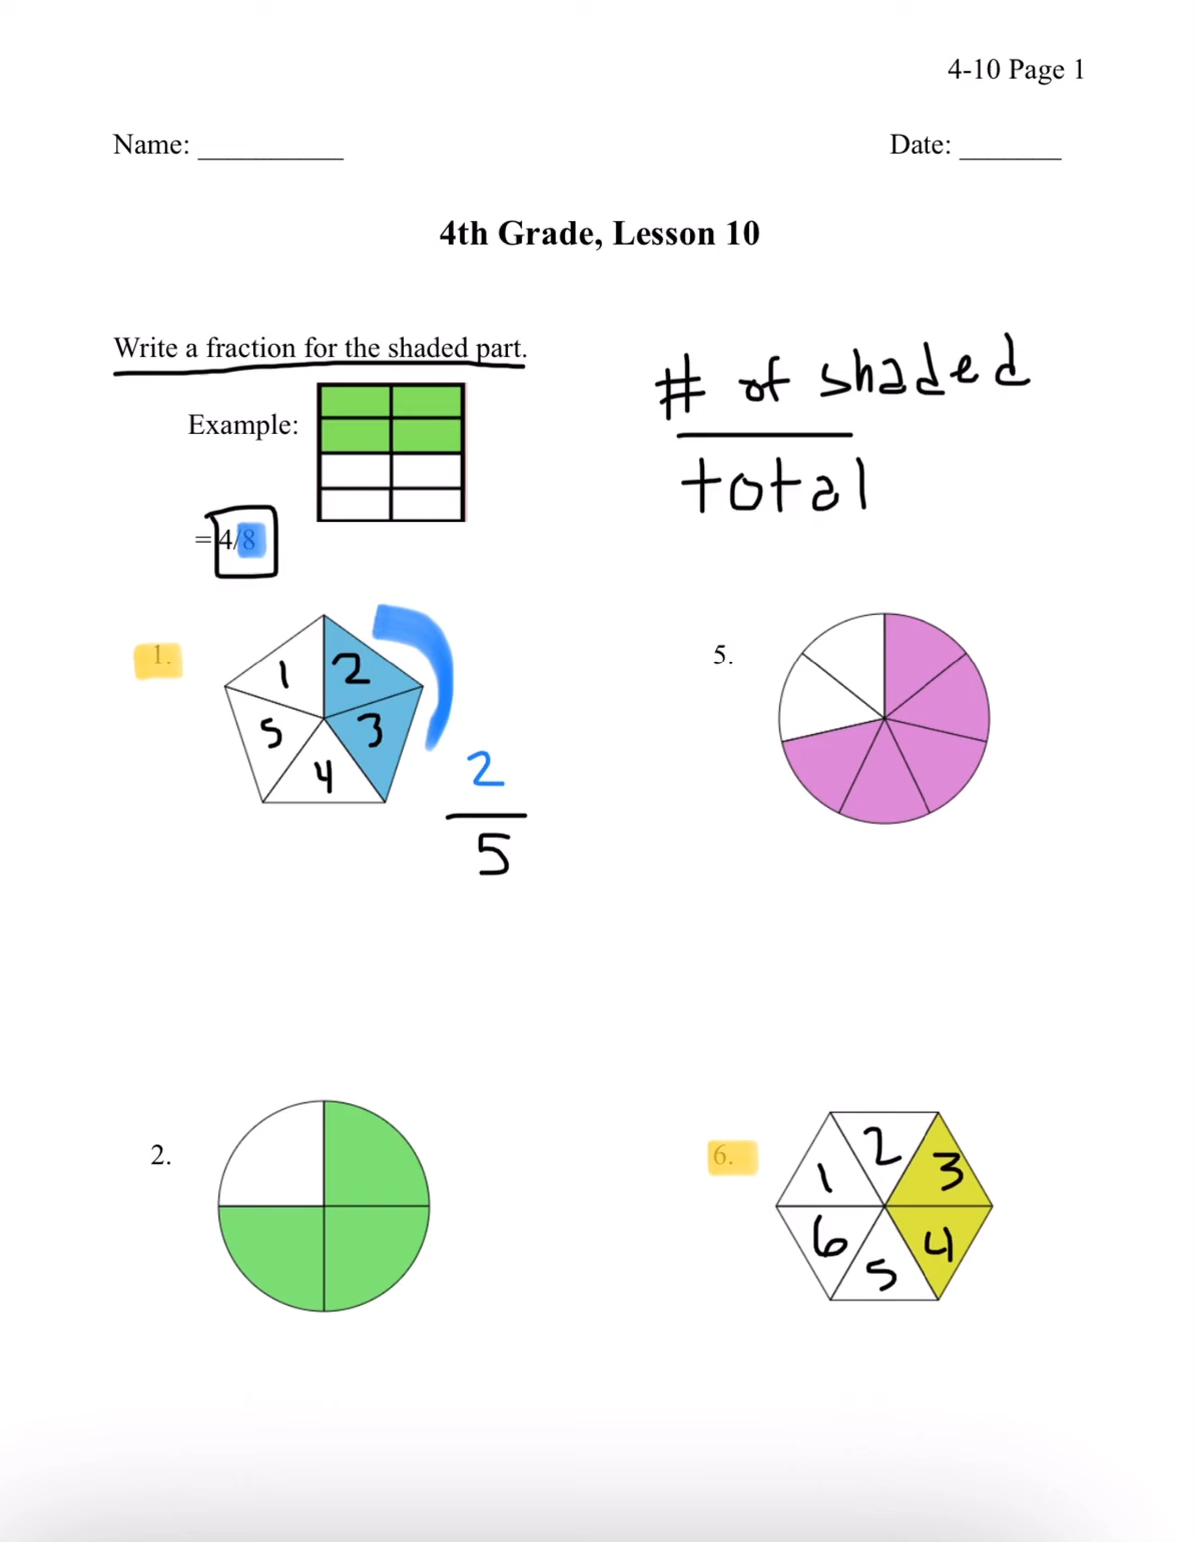 4-10 Page 1
Name: __________ Date: _______
4th Grade, Lesson 10
Write a fraction for the shaded part.
# of shaded
total
Example:
= 4/8
1.
1
2
3
4
5
2
5
5.
2.
6.
1
2
3
4
5
6